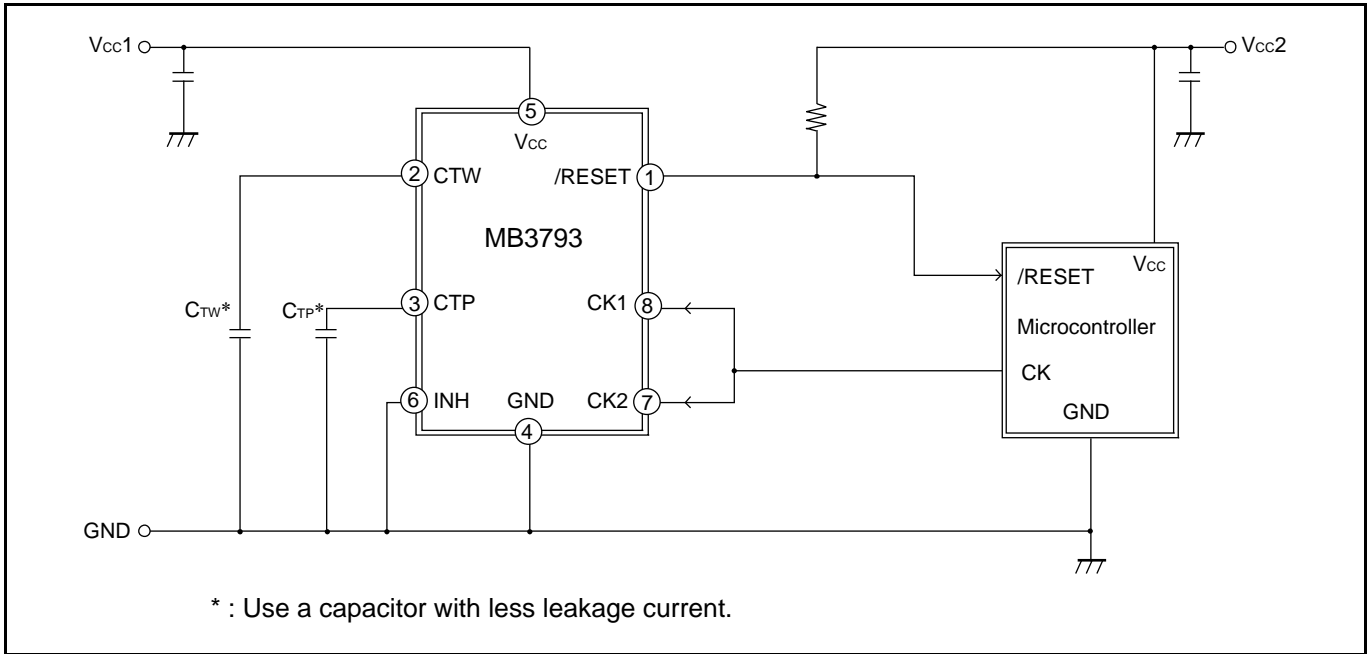 Vcc1
Vcc2
5
Vcc
2 CTW
/RESET 1
MB3793
/RESET
Vcc
Microcontroller
CK
GND
CTW*
CTP*
3 CTP
CK1 8
6 INH
GND
CK2 7
4
GND
* : Use a capacitor with less leakage current.